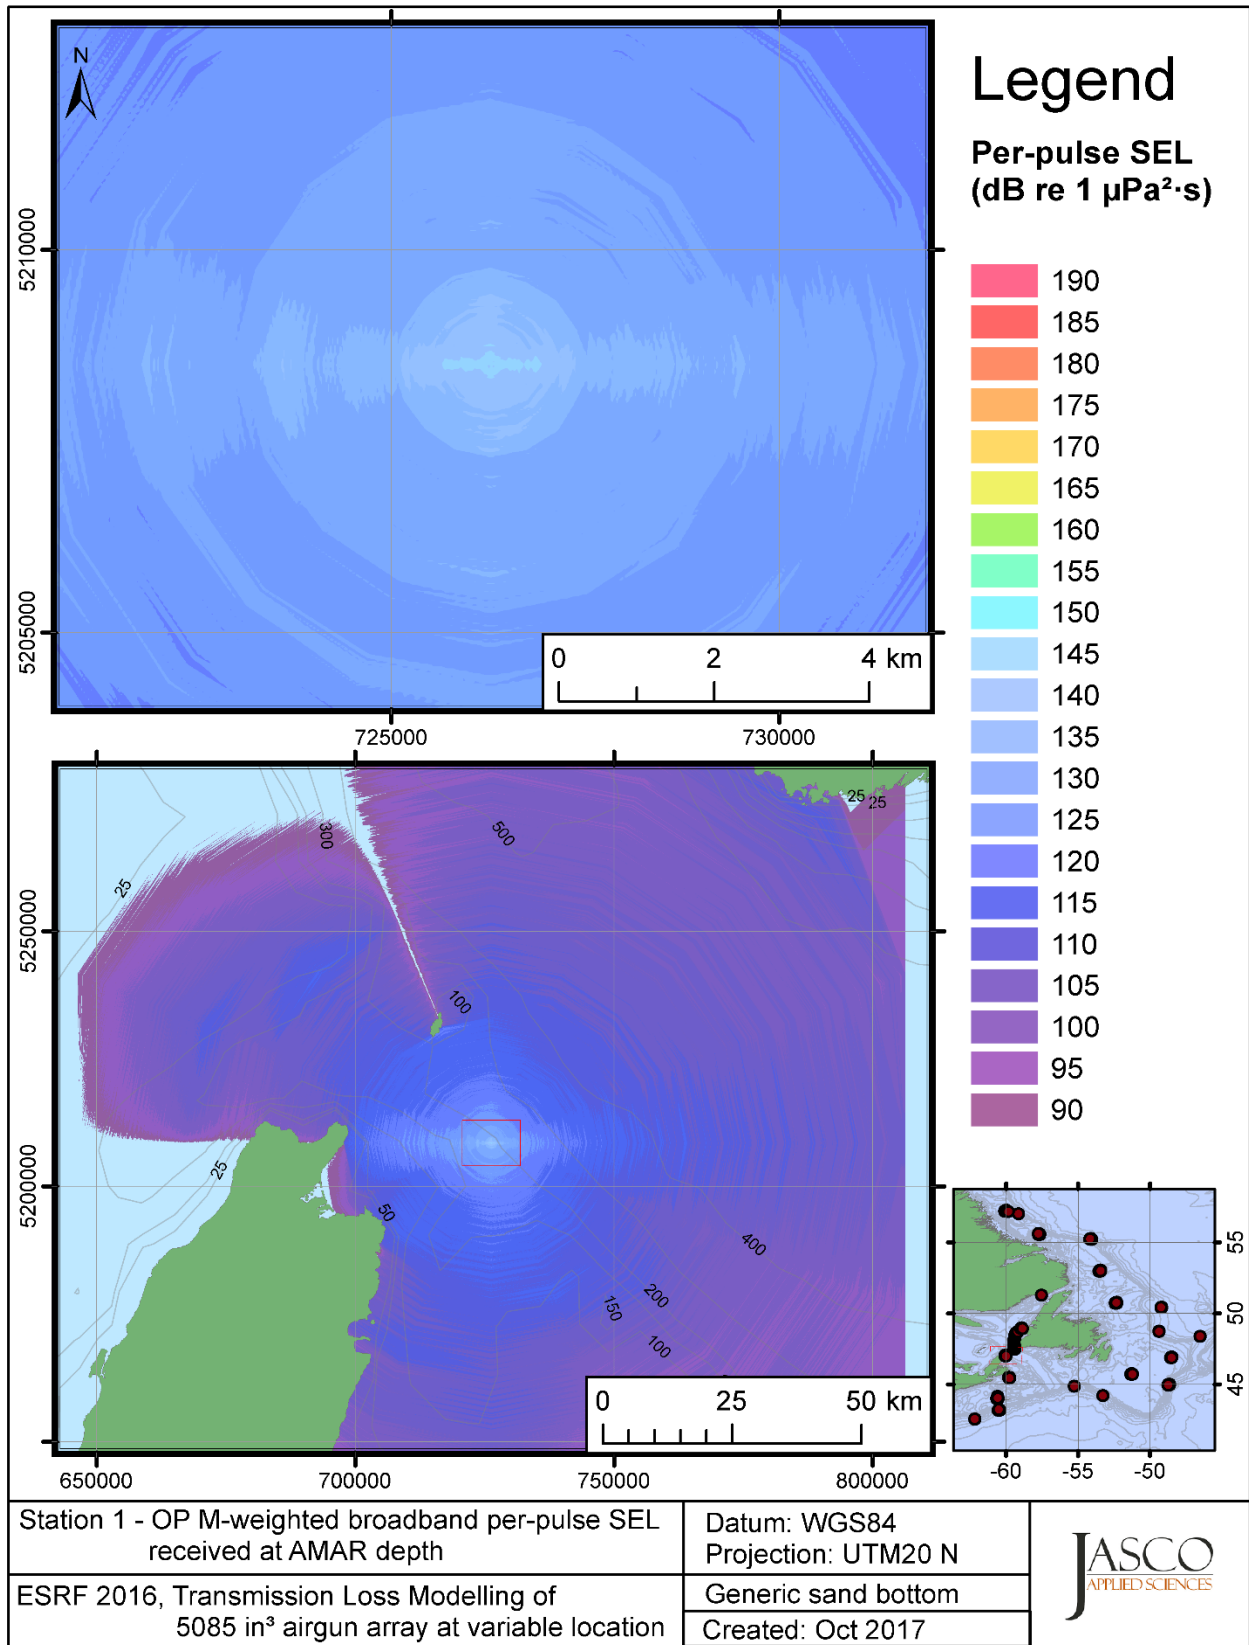 N
5210000
5205000
0 2 4 km
725000 730000
Legend
Per-pulse SEL
(dB re 1 µPa²·s)
190
185
180
175
170
165
160
155
150
145
140
135
130
125
120
115
110
105
100
95
90
5250000
5200000
25
300
500
25
25
100
25
50
400
200
150
100
0 25 50 km
650000 700000 750000 800000
55
50
45
-60 -55 -50
Station 1 - OP M-weighted broadband per-pulse SEL
received at AMAR depth
ESRF 2016, Transmission Loss Modelling of
5085 in³ airgun array at variable location
Datum: WGS84
Projection: UTM20 N
Generic sand bottom
Created: Oct 2017
JASCO
APPLIED SCIENCES